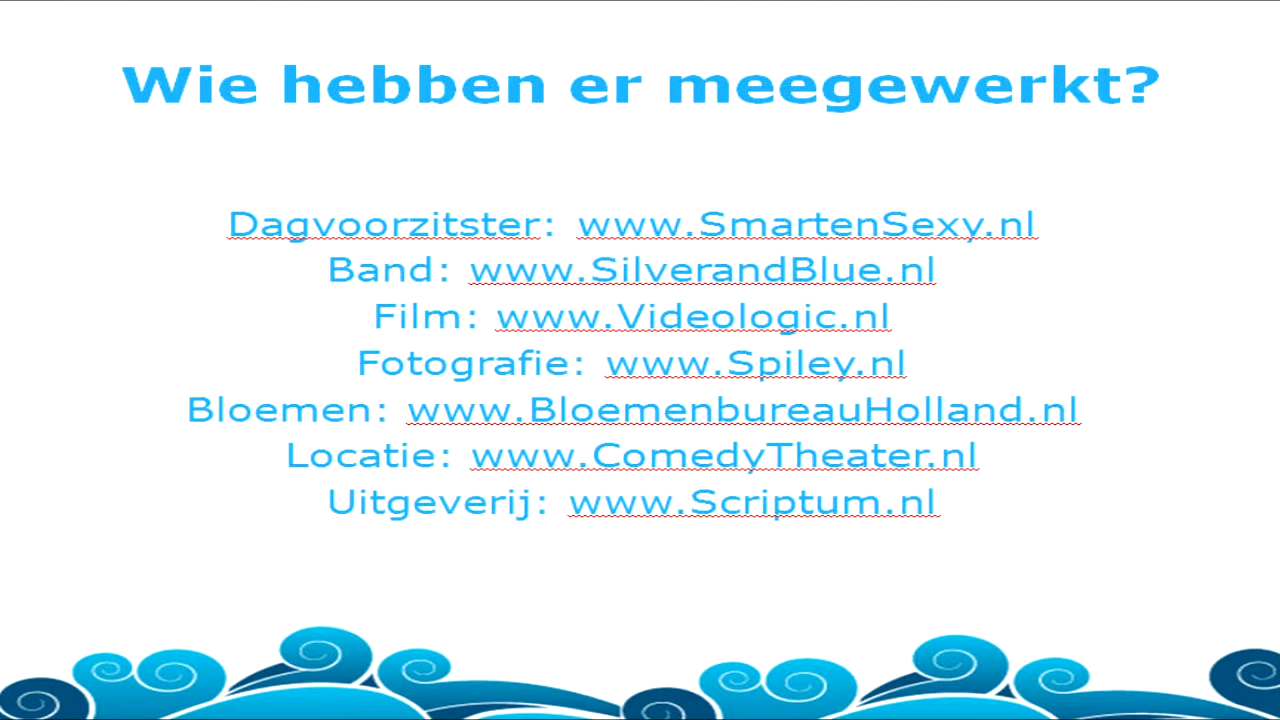 Wie hebben er meegewerkt?
Dagvoorzitster: www.SmartenSexy.nl
Band: www.SilverandBlue.nl
Film: www.Videologic.nl
Fotografie: www.Spiley.nl
Bloemen: www.BloemenbureauHolland.nl
Locatie: www.ComedyTheater.nl
Uitgeverij: www.Scriptum.nl